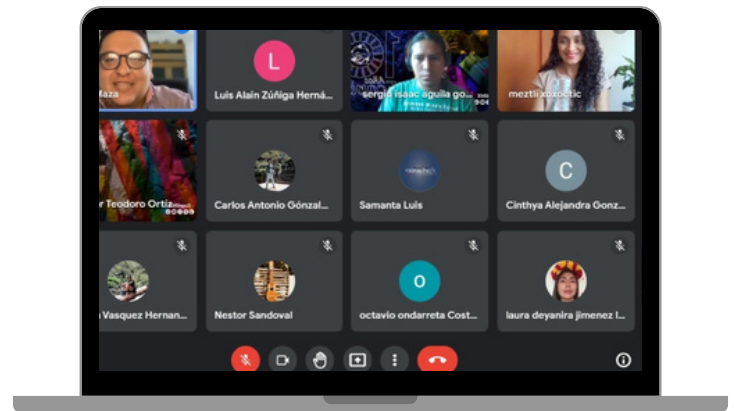 Maza
L
Luis Alain Zúñiga Herná...
sergio isaac aguila go...
meztli xoxoctic
r Teodoro Ortiz
Carlos Antonio Gónzal...
Samanta Luis
C
Cinthya Alejandra Gonz...
Vasquez Hernan...
Nestor Sandoval
o
octavio ondarreta Cost...
laura deyanira jimenez l...